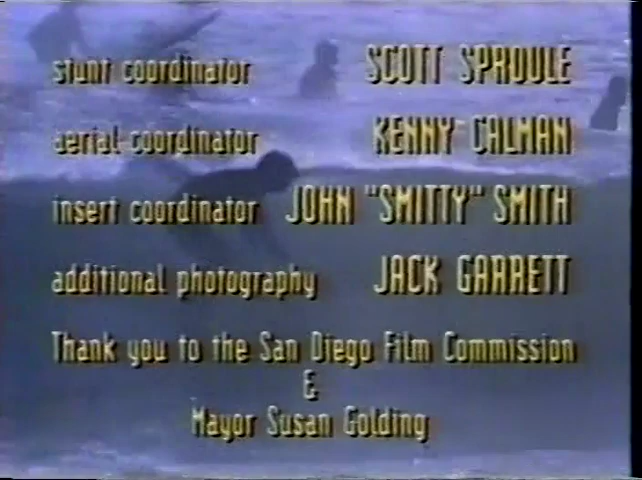 stunt coordinator SCOTT SPROULE
aerial coordinator KENNY CALMAN
insert coordinator JOHN "SMITTY" SMITH
additional photography JACK GARRETT
Thank you to the San Diego Film Commission
&
Mayor Susan Golding